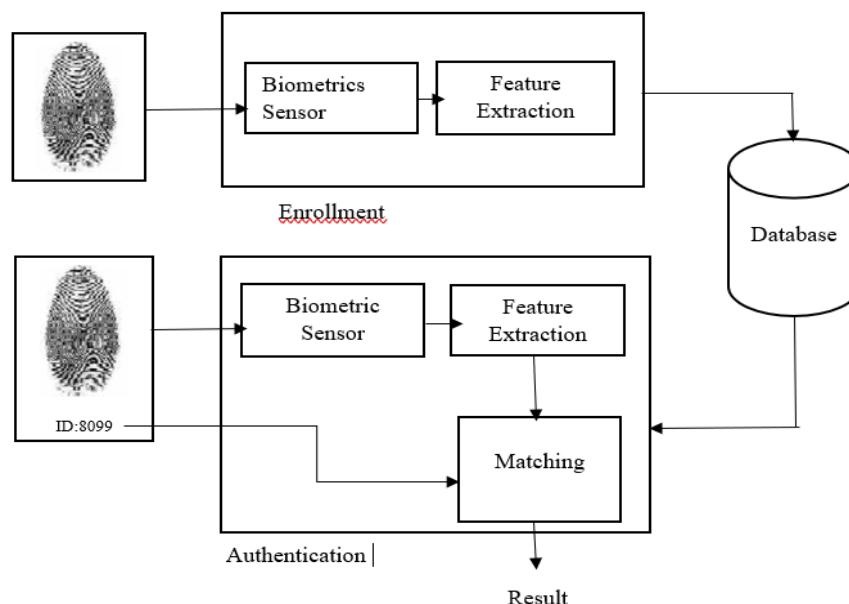 Biometrics
Sensor
Feature
Extraction
Enrollment
Database
Biometric
Sensor
Feature
Extraction
ID:8099
Matching
Authentication
Result